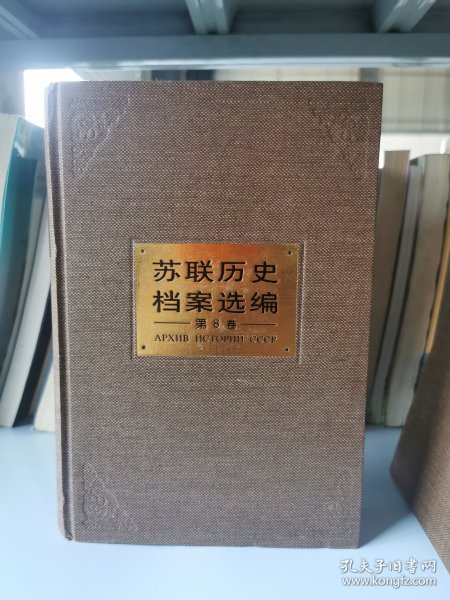 苏联历史
档案选编
第8卷
АРХИВ ИСТОРИИ СССР
孔夫子旧书网
www.kongfz.com